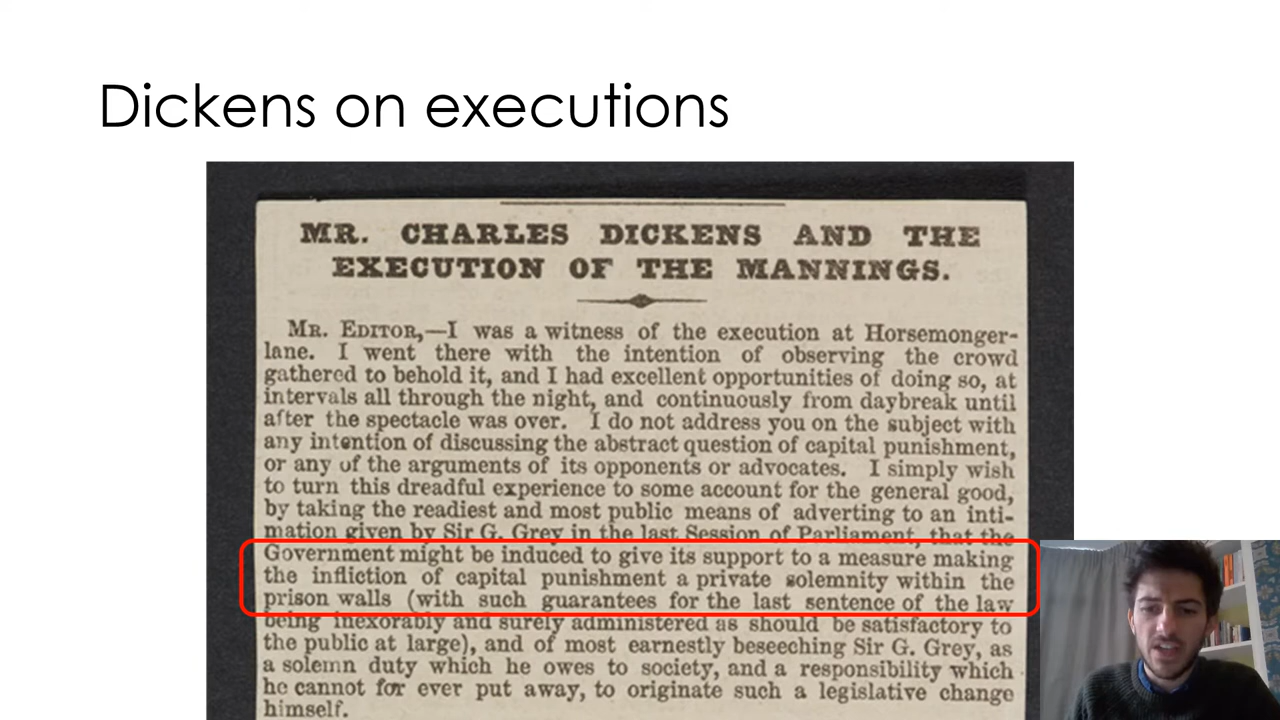 Dickens on executions
MR. CHARLES DICKENS AND THE
EXECUTION OF THE MANNINGS.
MR. EDITOR,—I was a witness of the execution at Horsemonger-
lane. I went there with the intention of observing the crowd
gathered to behold it, and I had excellent opportunities of doing so, at
intervals all through the night, and continuously from daybreak until
after the spectacle was over. I do not address you on the subject with
any intention of discussing the abstract question of capital punishment,
or any of the arguments of its opponents or advocates. I simply wish
to turn this dreadful experience to some account for the general good,
by taking the readiest and most public means of adverting to an inti-
mation given by Sir G. Grey in the last Session of Parliament, that the
Government might be induced to give its support to a measure making
the infliction of capital punishment a private solemnity within the
prison walls (with such guarantees for the last sentence of the law
being inexorably and surely administered as should be satisfactory to
the public at large), and of most earnestly beseeching Sir G. Grey, as
a solemn duty which he owes to society, and a responsibility which
he cannot for ever put away, to originate such a legislative change
himself.